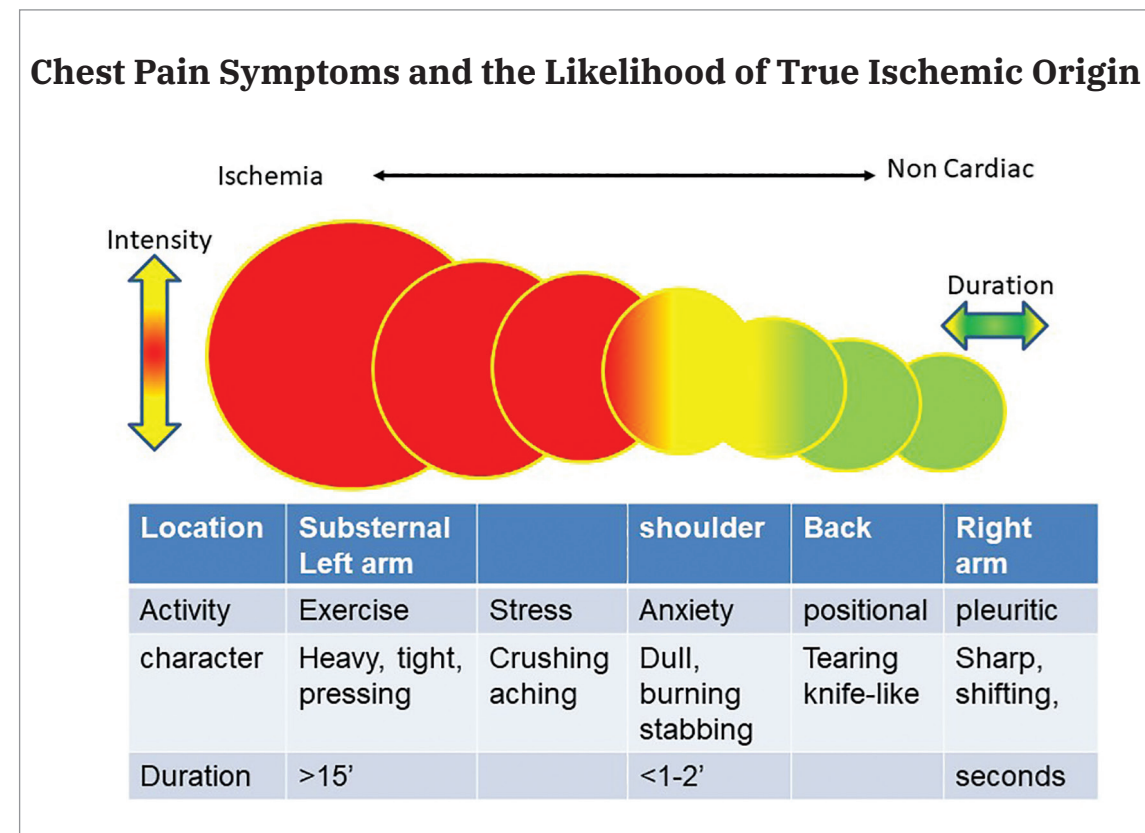 Chest Pain Symptoms and the Likelihood of True Ischemic Origin
Ischemia Non Cardiac
Intensity
Duration
Location Substernal Left arm shoulder Back Right arm
Activity Exercise Stress Anxiety positional pleuritic
character Heavy, tight, pressing Crushing aching Dull, burning stabbing Tearing knife-like Sharp, shifting,
Duration >15’ <1-2’ seconds